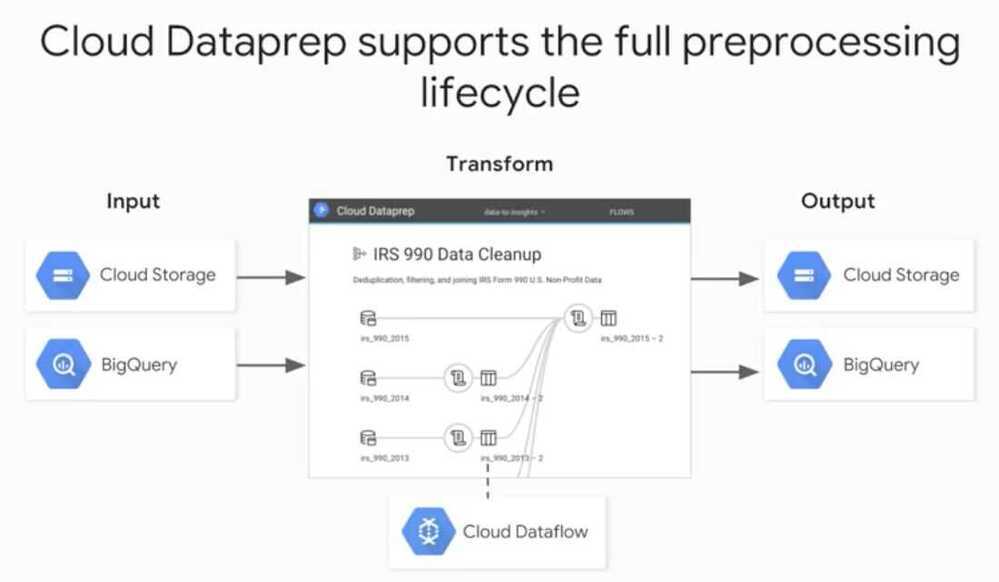 Cloud Dataprep supports the full preprocessing
lifecycle
Transform
Input
Output
Cloud Dataprep
data-to-insights
FLOWS
IRS 990 Data Cleanup
Deduplication, filtering, and joining IRS Form 990 U.S. Non-Profit Data
Cloud Storage
Cloud Storage
irs_990_2015
irs_990_2015 – 2
BigQuery
BigQuery
irs_990_2014
irs_990_2014 – 2
irs_990_2013
irs_990_2013 – 2
Cloud Dataflow